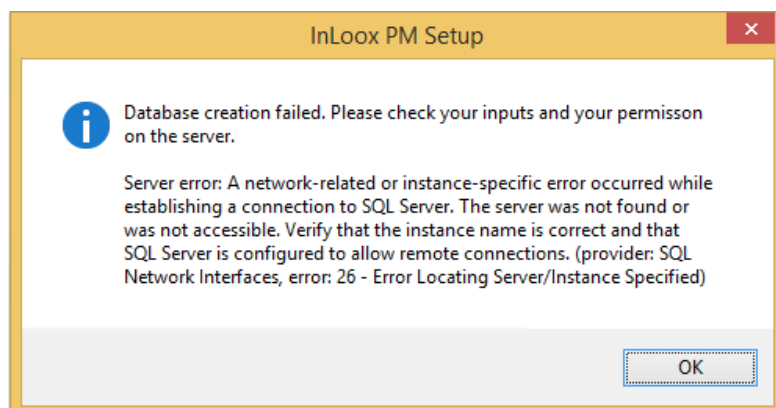 InLoox PM Setup
Database creation failed. Please check your inputs and your permisson
on the server.
Server error: A network-related or instance-specific error occurred while
establishing a connection to SQL Server. The server was not found or
was not accessible. Verify that the instance name is correct and that
SQL Server is configured to allow remote connections. (provider: SQL
Network Interfaces, error: 26 - Error Locating Server/Instance Specified)
OK